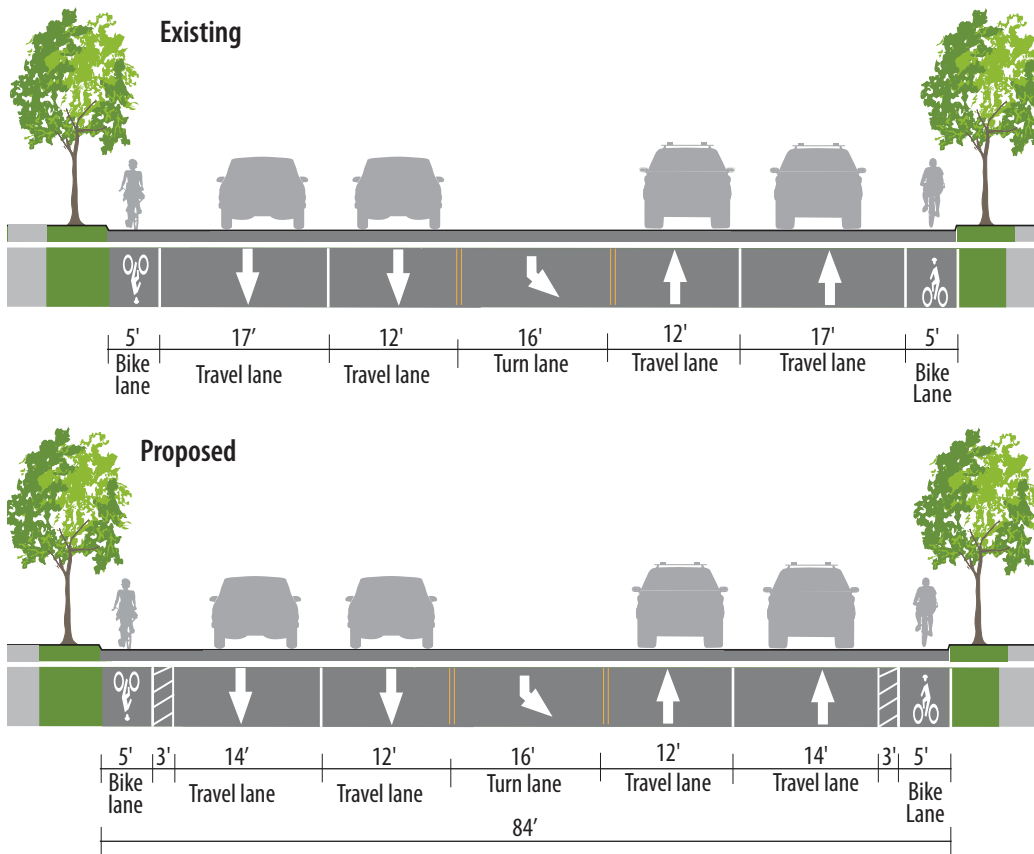 Existing
5' 17′ 12' 16' 12' 17' 5'
Bike lane
Travel lane
Travel lane
Turn lane
Travel lane
Travel lane
Bike
Lane
Proposed
5' 3' 14′ 12' 16' 12' 14' 3' 5'
Bike
lane
Travel lane
Travel lane
Turn lane
Travel lane
Travel lane
Bike
Lane
84′